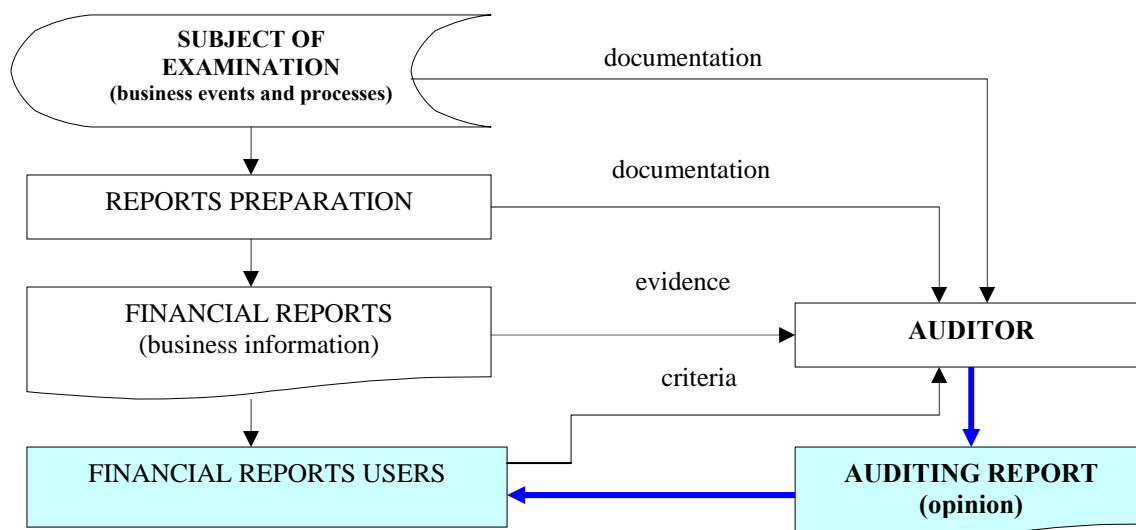 SUBJECT OF
EXAMINATION
(business events and processes)
documentation
REPORTS PREPARATION
documentation
FINANCIAL REPORTS
(business information)
evidence
AUDITOR
criteria
FINANCIAL REPORTS USERS
AUDITING REPORT
(opinion)